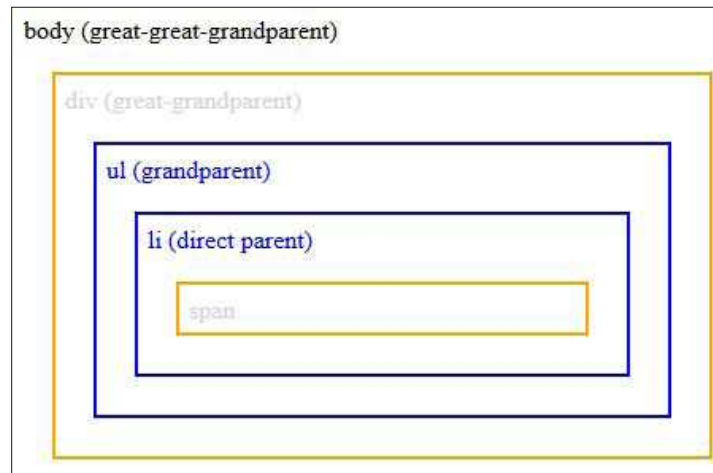 body (great-great-grandparent)
div (great-grandparent)
ul (grandparent)
li (direct parent)
span